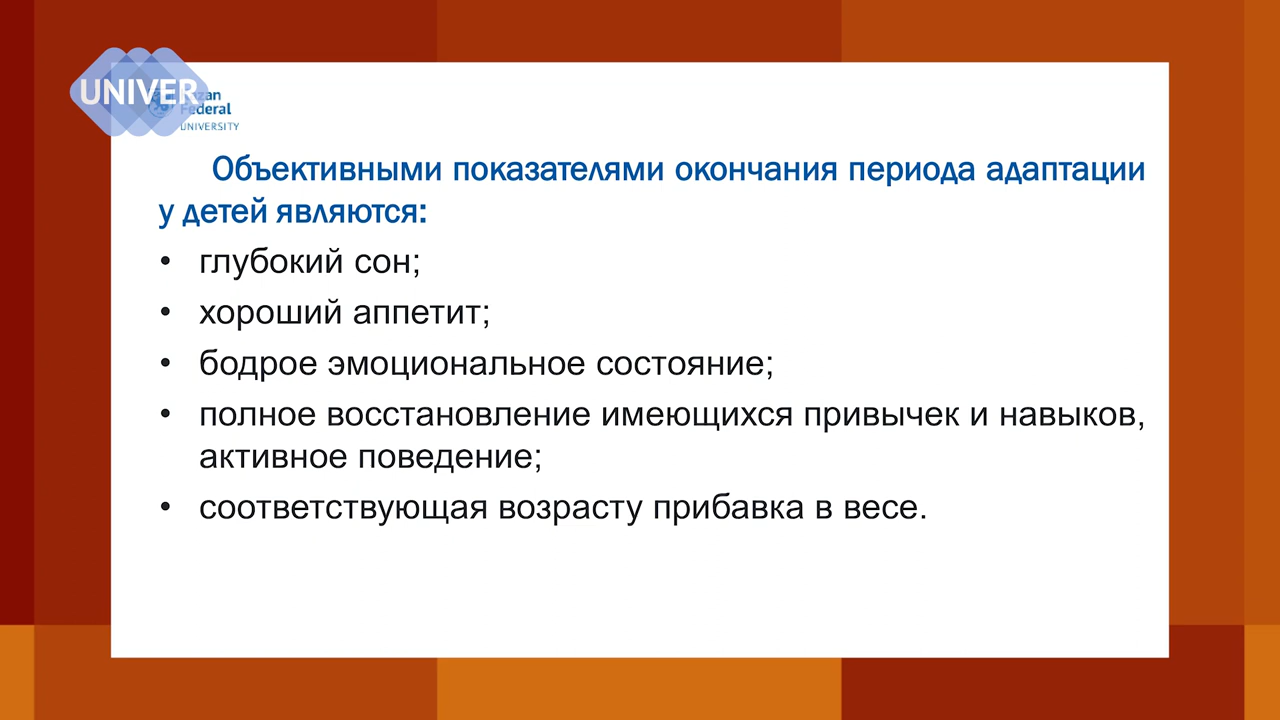 UNIVER
Federal
UNIVERSITY
Объективными показателями окончания периода адаптации
у детей являются:
• глубокий сон;
• хороший аппетит;
• бодрое эмоциональное состояние;
• полное восстановление имеющихся привычек и навыков,
активное поведение;
• соответствующая возрасту прибавка в весе.